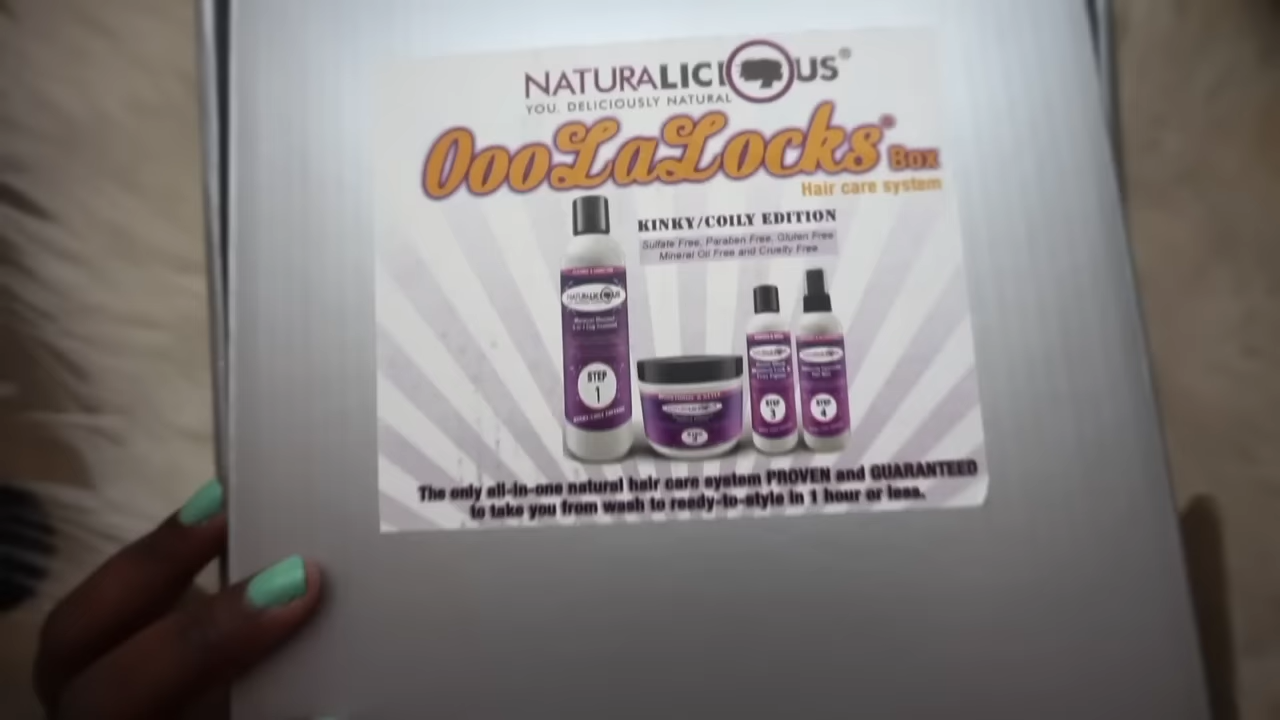 NATURALICIOUS®
YOU. DELICIOUSLY NATURAL
OooLaLocks® Box
Hair care system
KINKY/COILY EDITION
Sulfate Free, Paraben Free, Gluten Free
Mineral Oil Free and Cruelty Free
NATURALICIOUS
STEP
1
STEP
3
STEP
4
The only all-in-one natural hair care system PROVEN and GUARANTEED
to take you from wash to ready-to-style in 1 hour or less.